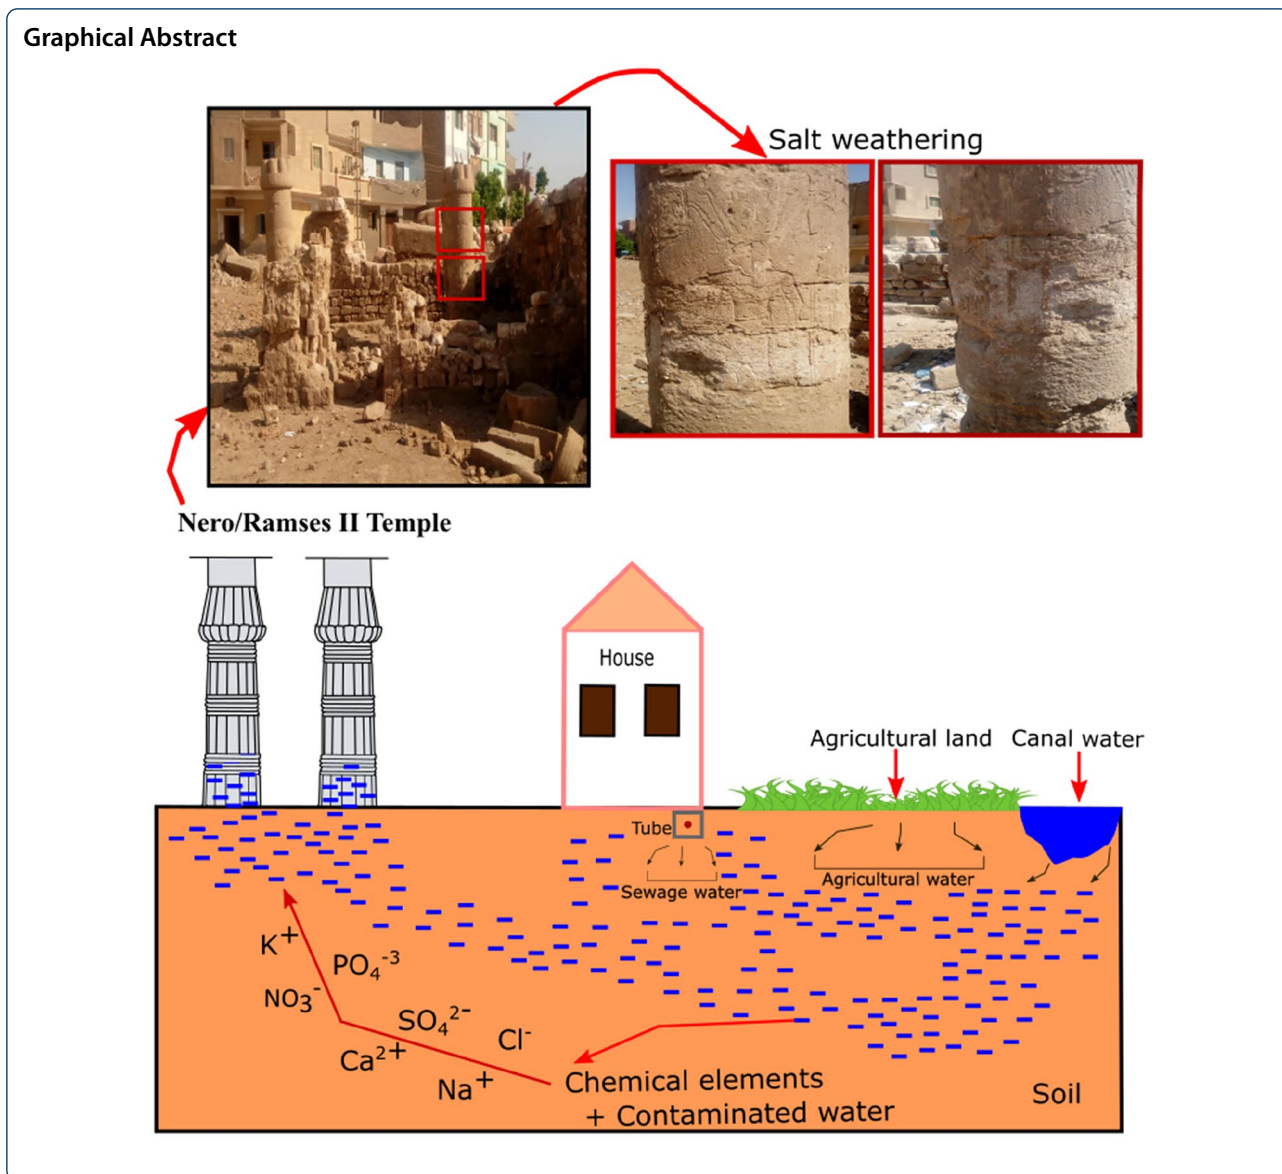 Graphical Abstract
Salt weathering
Nero/Ramses II Temple
House
Agricultural land
Canal water
Tube
Sewage water
Agricultural water
K⁺
PO₄⁻³
NO₃⁻
SO₄²⁻
Cl⁻
Ca²⁺
Na⁺
Chemical elements
+ Contaminated water
Soil